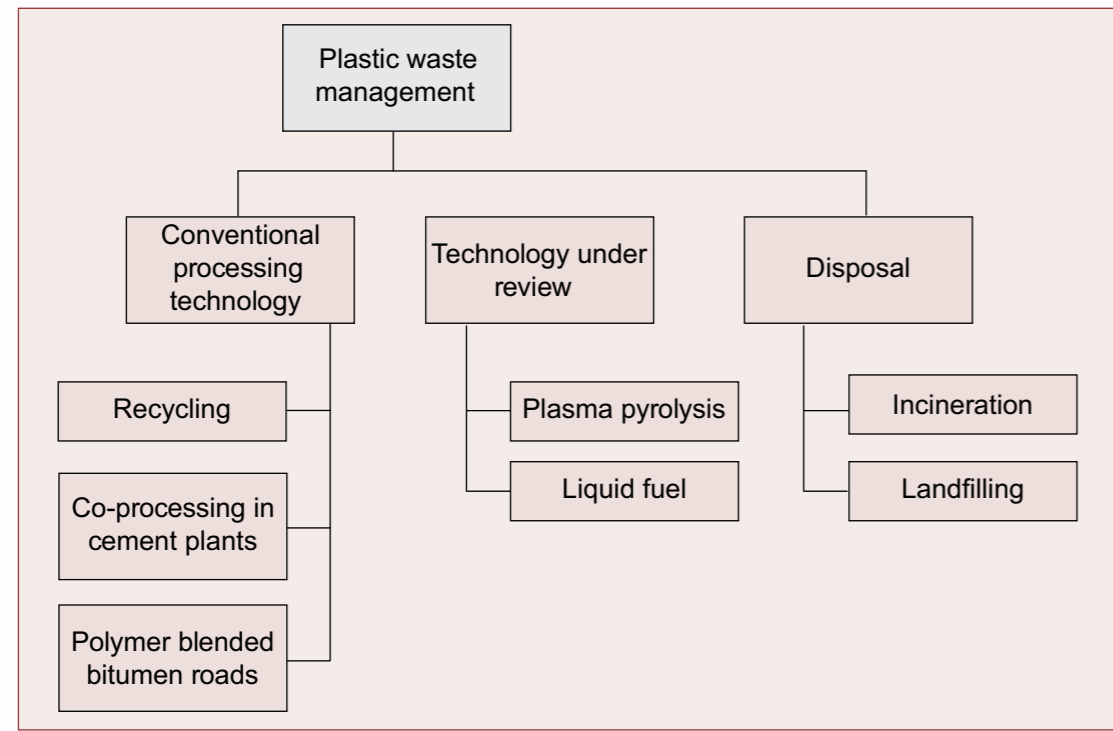 Plastic waste
management
Conventional
processing
technology
Technology under
review
Disposal
Recycling
Co-processing in
cement plants
Polymer blended
bitumen roads
Plasma pyrolysis
Liquid fuel
Incineration
Landfilling